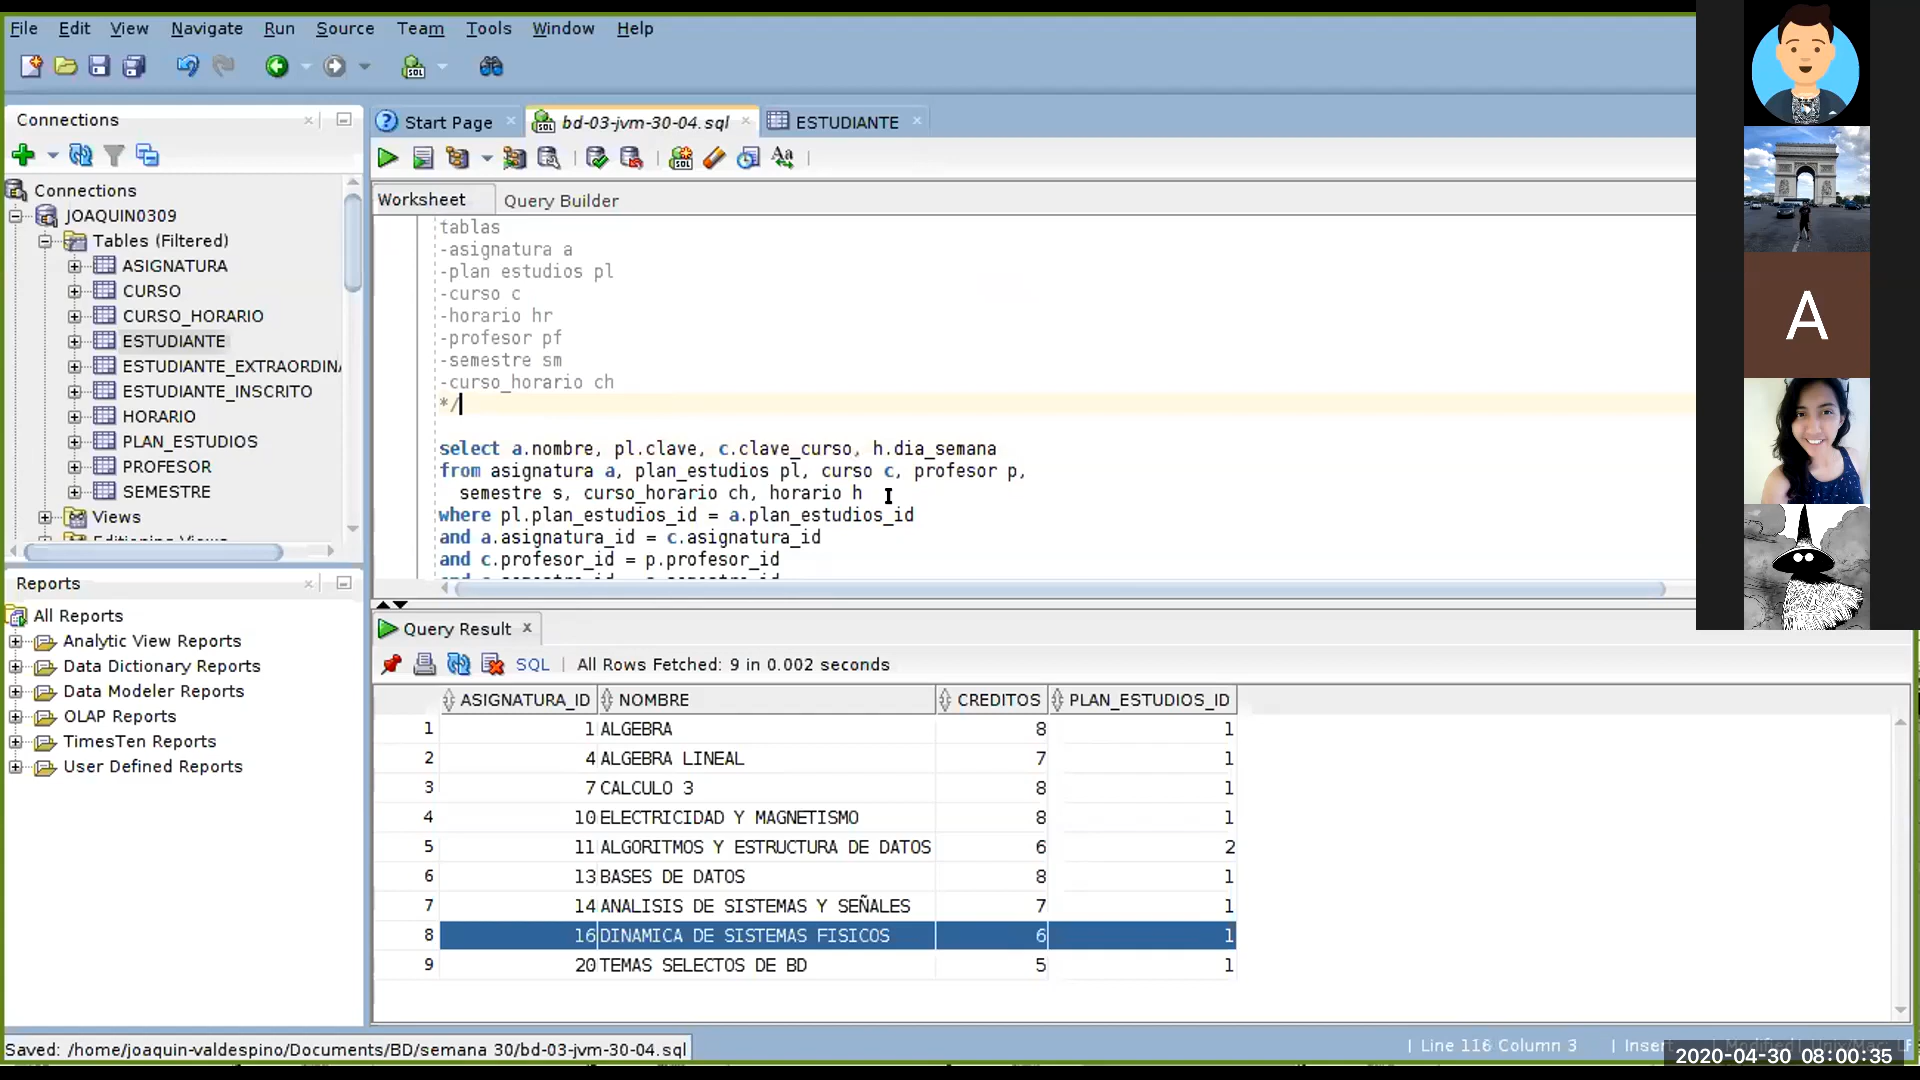 File Edit View Navigate Run Source Team Tools Window Help
Connections
Start Page
bd-03-jvm-30-04.sql
ESTUDIANTE
Worksheet
Query Builder
Connections
JOAQUIN0309
Tables (Filtered)
ASIGNATURA
CURSO
CURSO_HORARIO
ESTUDIANTE
ESTUDIANTE_EXTRAORDIN
ESTUDIANTE_INSCRITO
HORARIO
PLAN_ESTUDIOS
PROFESOR
SEMESTRE
Views
Reports
All Reports
Analytic View Reports
Data Dictionary Reports
Data Modeler Reports
OLAP Reports
TimesTen Reports
User Defined Reports
tablas
-asignatura a
-plan estudios pl
-curso c
-horario hr
-profesor pf
-semestre sm
-curso_horario ch
*/
select a.nombre, pl.clave, c.clave_curso, h.dia_semana
from asignatura a, plan_estudios pl, curso c, profesor p,
semestre s, curso_horario ch, horario h
where pl.plan_estudios_id = a.plan_estudios_id
and a.asignatura_id = c.asignatura_id
and c.profesor_id = p.profesor_id
Query Result
SQL | All Rows Fetched: 9 in 0.002 seconds
ASIGNATURA_ID NOMBRE CREDITOS PLAN_ESTUDIOS_ID
1 1 ALGEBRA 8 1
2 4 ALGEBRA LINEAL 7 1
3 7 CALCULO 3 8 1
4 10 ELECTRICIDAD Y MAGNETISMO 8 1
5 11 ALGORITMOS Y ESTRUCTURA DE DATOS 6 2
6 13 BASES DE DATOS 8 1
7 14 ANALISIS DE SISTEMAS Y SEÑALES 7 1
8 16 DINAMICA DE SISTEMAS FISICOS 6 1
9 20 TEMAS SELECTOS DE BD 5 1
Saved: /home/joaquin-valdespino/Documents/BD/semana 30/bd-03-jvm-30-04.sql
Line 116 Column 3
Insert
2020-04-30 08:00:35
A